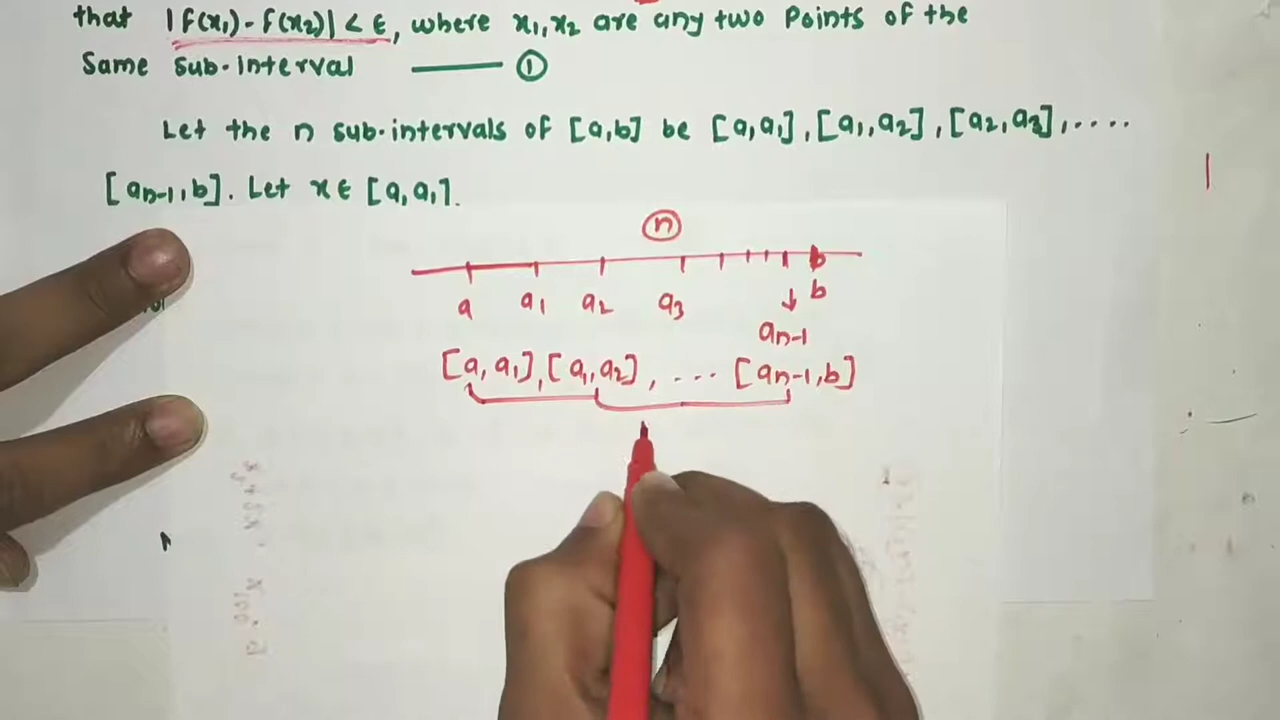 that |f(x₁)-f(x₂)|<ϵ, where x₁,x₂ are any two Points of the
Same sub-interval ——— ①
Let the n sub-intervals of [a,b] be [a,a₁],[a₁,a₂],[a₂,a₃],....
[aₙ₋₁,b]. Let x∈[a,a₁].
ⓝ
a a₁ a₂ a₃ b
aₙ₋₁
[a,a₁],[a₁,a₂],...[aₙ₋₁,b]